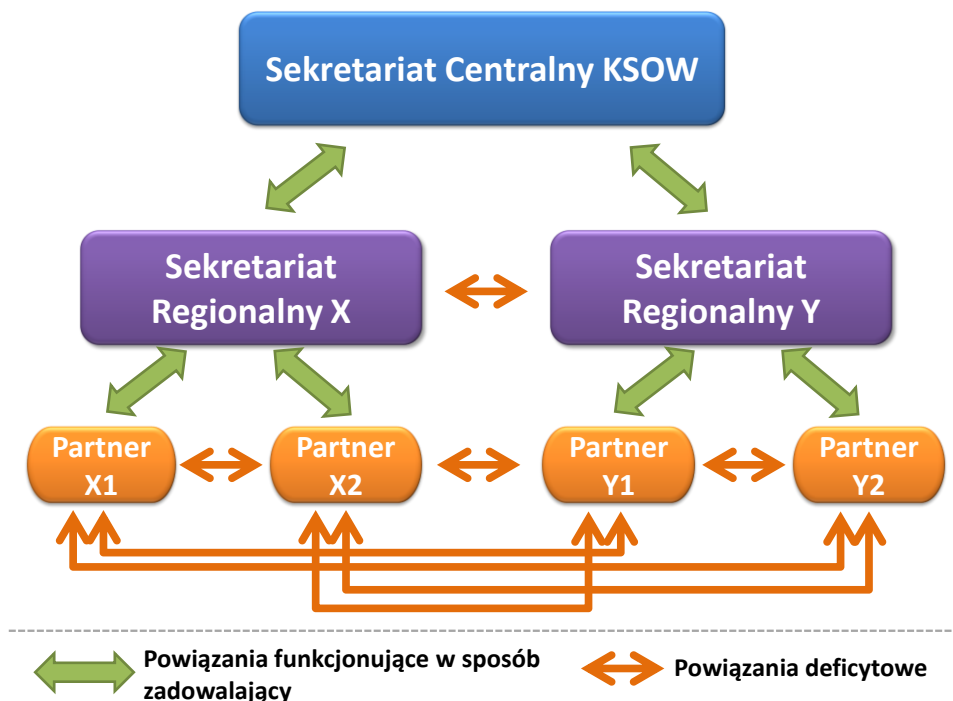 Sekretariat Centralny KSOW
Sekretariat
Regionalny X
Sekretariat
Regionalny Y
Partner
X1
Partner
X2
Partner
Y1
Partner
Y2
Powiązania funkcjonujące w sposób
zadowalający
Powiązania deficytowe